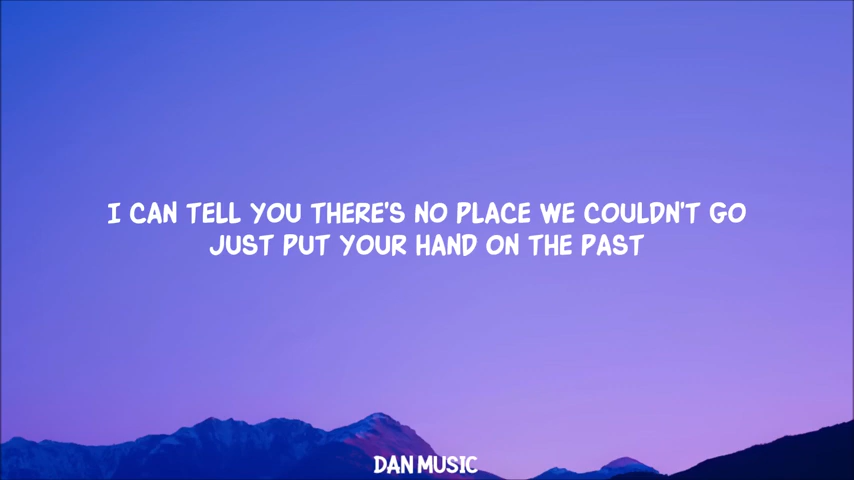 I CAN TELL YOU THERE'S NO PLACE WE COULDN'T GO
JUST PUT YOUR HAND ON THE PAST
DAN MUSIC